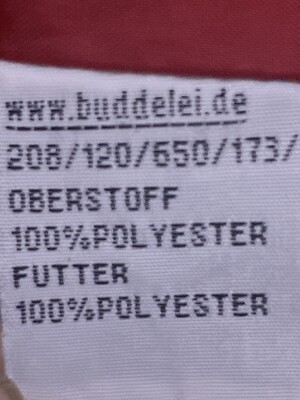 www.buddelei.de
208/120/650/173/
OBERSTOFF
100%POLYESTER
FUTTER
100%POLYESTER